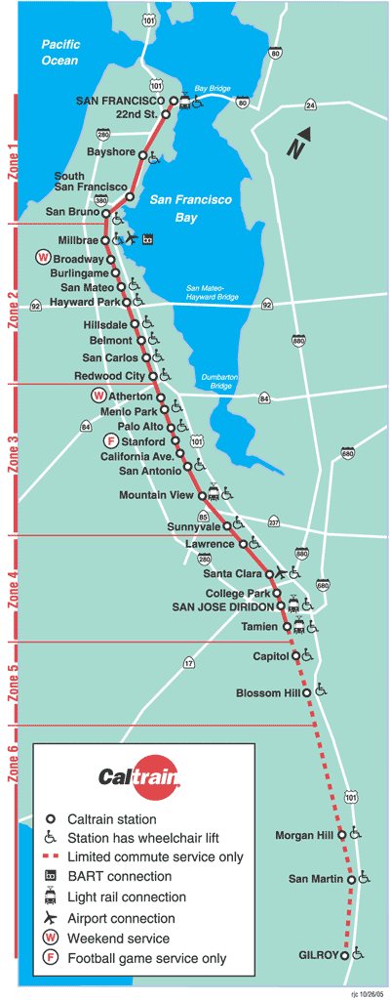 101
Pacific
Ocean
80
101
Bay Bridge
SAN FRANCISCO
80
24
22nd St.
N
280
Zone 1
Bayshore
South
San Francisco
380
San Francisco
Bay
San Bruno
Millbrae
W Broadway
Burlingame
San Mateo
San Mateo-
Hayward Bridge
92
Hayward Park
92
Zone 2
Hillsdale
880
Belmont
San Carlos
Redwood City
Dumbarton
Bridge
W Atherton
84
Menlo Park
84
Palo Alto
101
F Stanford
680
California Ave.
Zone 3
San Antonio
Mountain View
85
237
Sunnyvale
Lawrence
880
280
Santa Clara
680
College Park
Zone 4
SAN JOSE DIRIDON
Tamien
Capitol
17
Zone 5
Blossom Hill
Zone 6
101
Morgan Hill
San Martin
GILROY
Caltrain
Caltrain station
Station has wheelchair lift
Limited commute service only
BART connection
Light rail connection
Airport connection
W Weekend service
F Football game service only
rjc 10/26/05